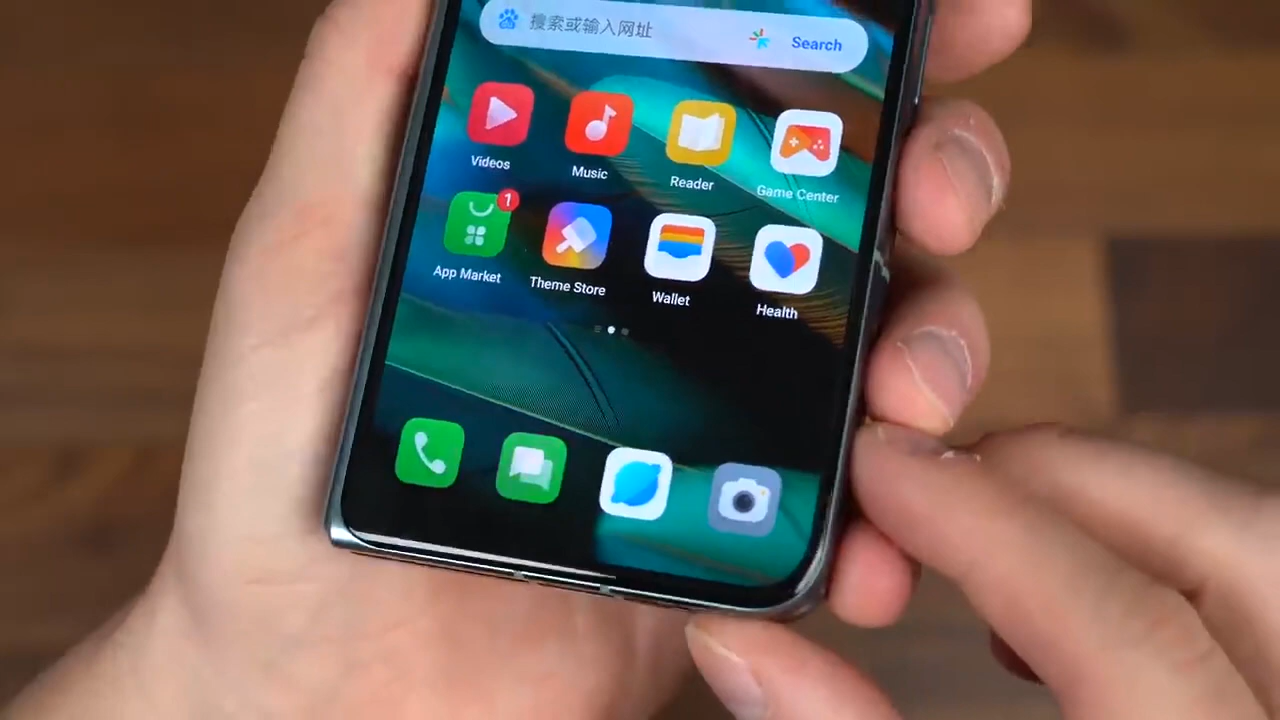 搜索或输入网址 Search
Videos Music Reader Game Center
1
App Market Theme Store Wallet Health